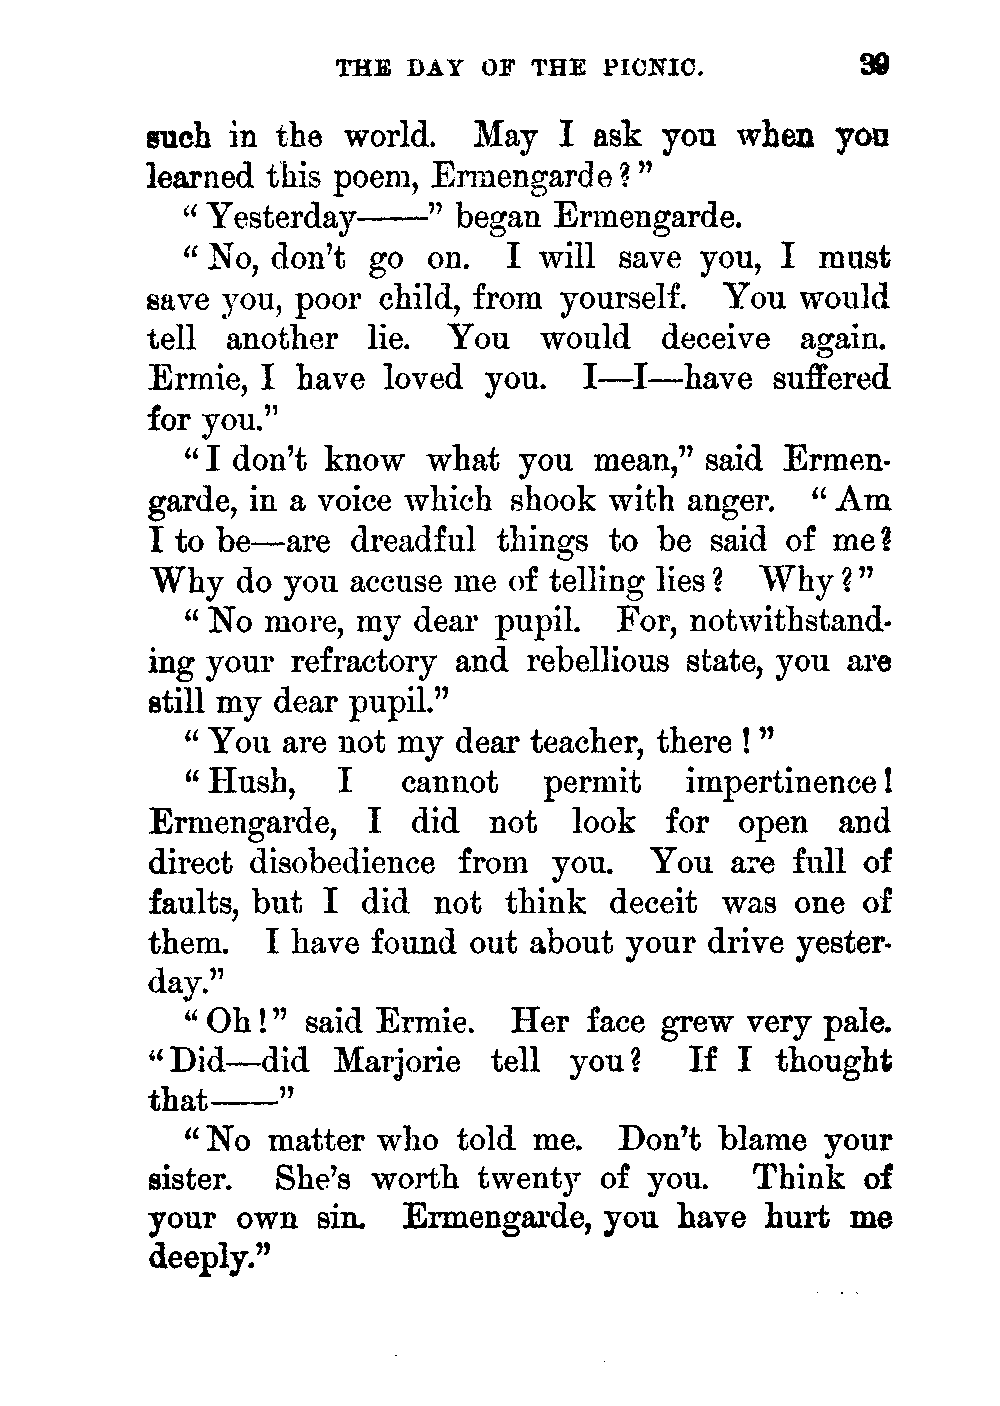 THE DAY OF THE PICNIC. 39
such in the world. May I ask you when you
learned this poem, Ermengarde?"
"Yesterday——" began Ermengarde.
"No, don't go on. I will save you, I must
save you, poor child, from yourself. You would
tell another lie. You would deceive again.
Ermie, I have loved you. I—I—have suffered
for you."
"I don't know what you mean," said Ermen-
garde, in a voice which shook with anger. "Am
I to be—are dreadful things to be said of me?
Why do you accuse me of telling lies? Why?"
"No more, my dear pupil. For, notwithstand-
ing your refractory and rebellious state, you are
still my dear pupil."
"You are not my dear teacher, there!"
"Hush, I cannot permit impertinence!
Ermengarde, I did not look for open and
direct disobedience from you. You are full of
faults, but I did not think deceit was one of
them. I have found out about your drive yester-
day."
"Oh!" said Ermie. Her face grew very pale.
"Did—did Marjorie tell you? If I thought
that——"
"No matter who told me. Don't blame your
sister. She's worth twenty of you. Think of
your own sin. Ermengarde, you have hurt me
deeply."